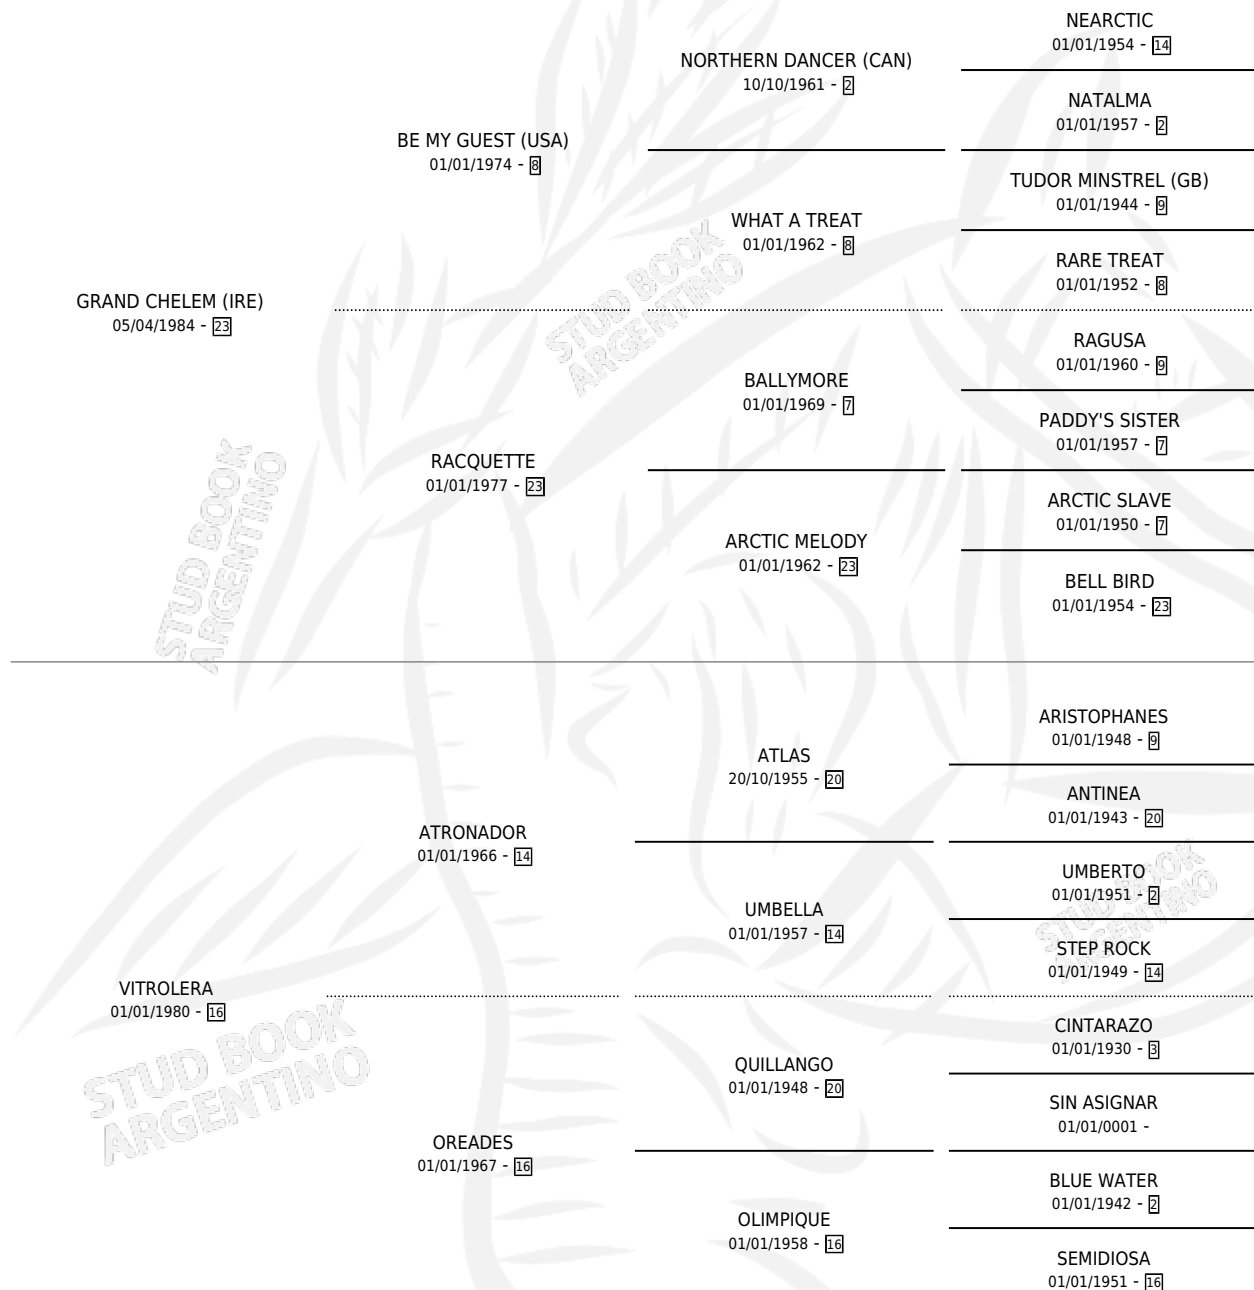 NEARCTIC
01/01/1954 - 14
NORTHERN DANCER (CAN)
10/10/1961 - 2
NATALMA
01/01/1957 - 2
BE MY GUEST (USA)
01/01/1974 - 8
TUDOR MINSTREL (GB)
01/01/1944 - 9
WHAT A TREAT
01/01/1962 - 8
RARE TREAT
01/01/1952 - 8
GRAND CHELEM (IRE)
05/04/1984 - 23
RAGUSA
01/01/1960 - 9
BALLYMORE
01/01/1969 - 7
PADDY'S SISTER
01/01/1957 - 7
RACQUETTE
01/01/1977 - 23
ARCTIC SLAVE
01/01/1950 - 7
ARCTIC MELODY
01/01/1962 - 23
BELL BIRD
01/01/1954 - 23
ARISTOPHANES
01/01/1948 - 9
ATLAS
20/10/1955 - 20
ANTINEA
01/01/1943 - 20
ATRONADOR
01/01/1966 - 14
UMBERTO
01/01/1951 - 2
UMBELLA
01/01/1957 - 14
STEP ROCK
01/01/1949 - 14
VITROLERA
01/01/1980 - 16
CINTARAZO
01/01/1930 - 3
QUILLANGO
01/01/1948 - 20
SIN ASIGNAR
01/01/0001 -
OREADES
01/01/1967 - 16
BLUE WATER
01/01/1942 - 2
OLIMPIQUE
01/01/1958 - 16
SEMIDIOSA
01/01/1951 - 16
STUD BOOK
ARGENTINO
STUD BOOK
ARGENTINO
STUD BOOK
ARGENTINO
STUD BOOK
ARGENTINO